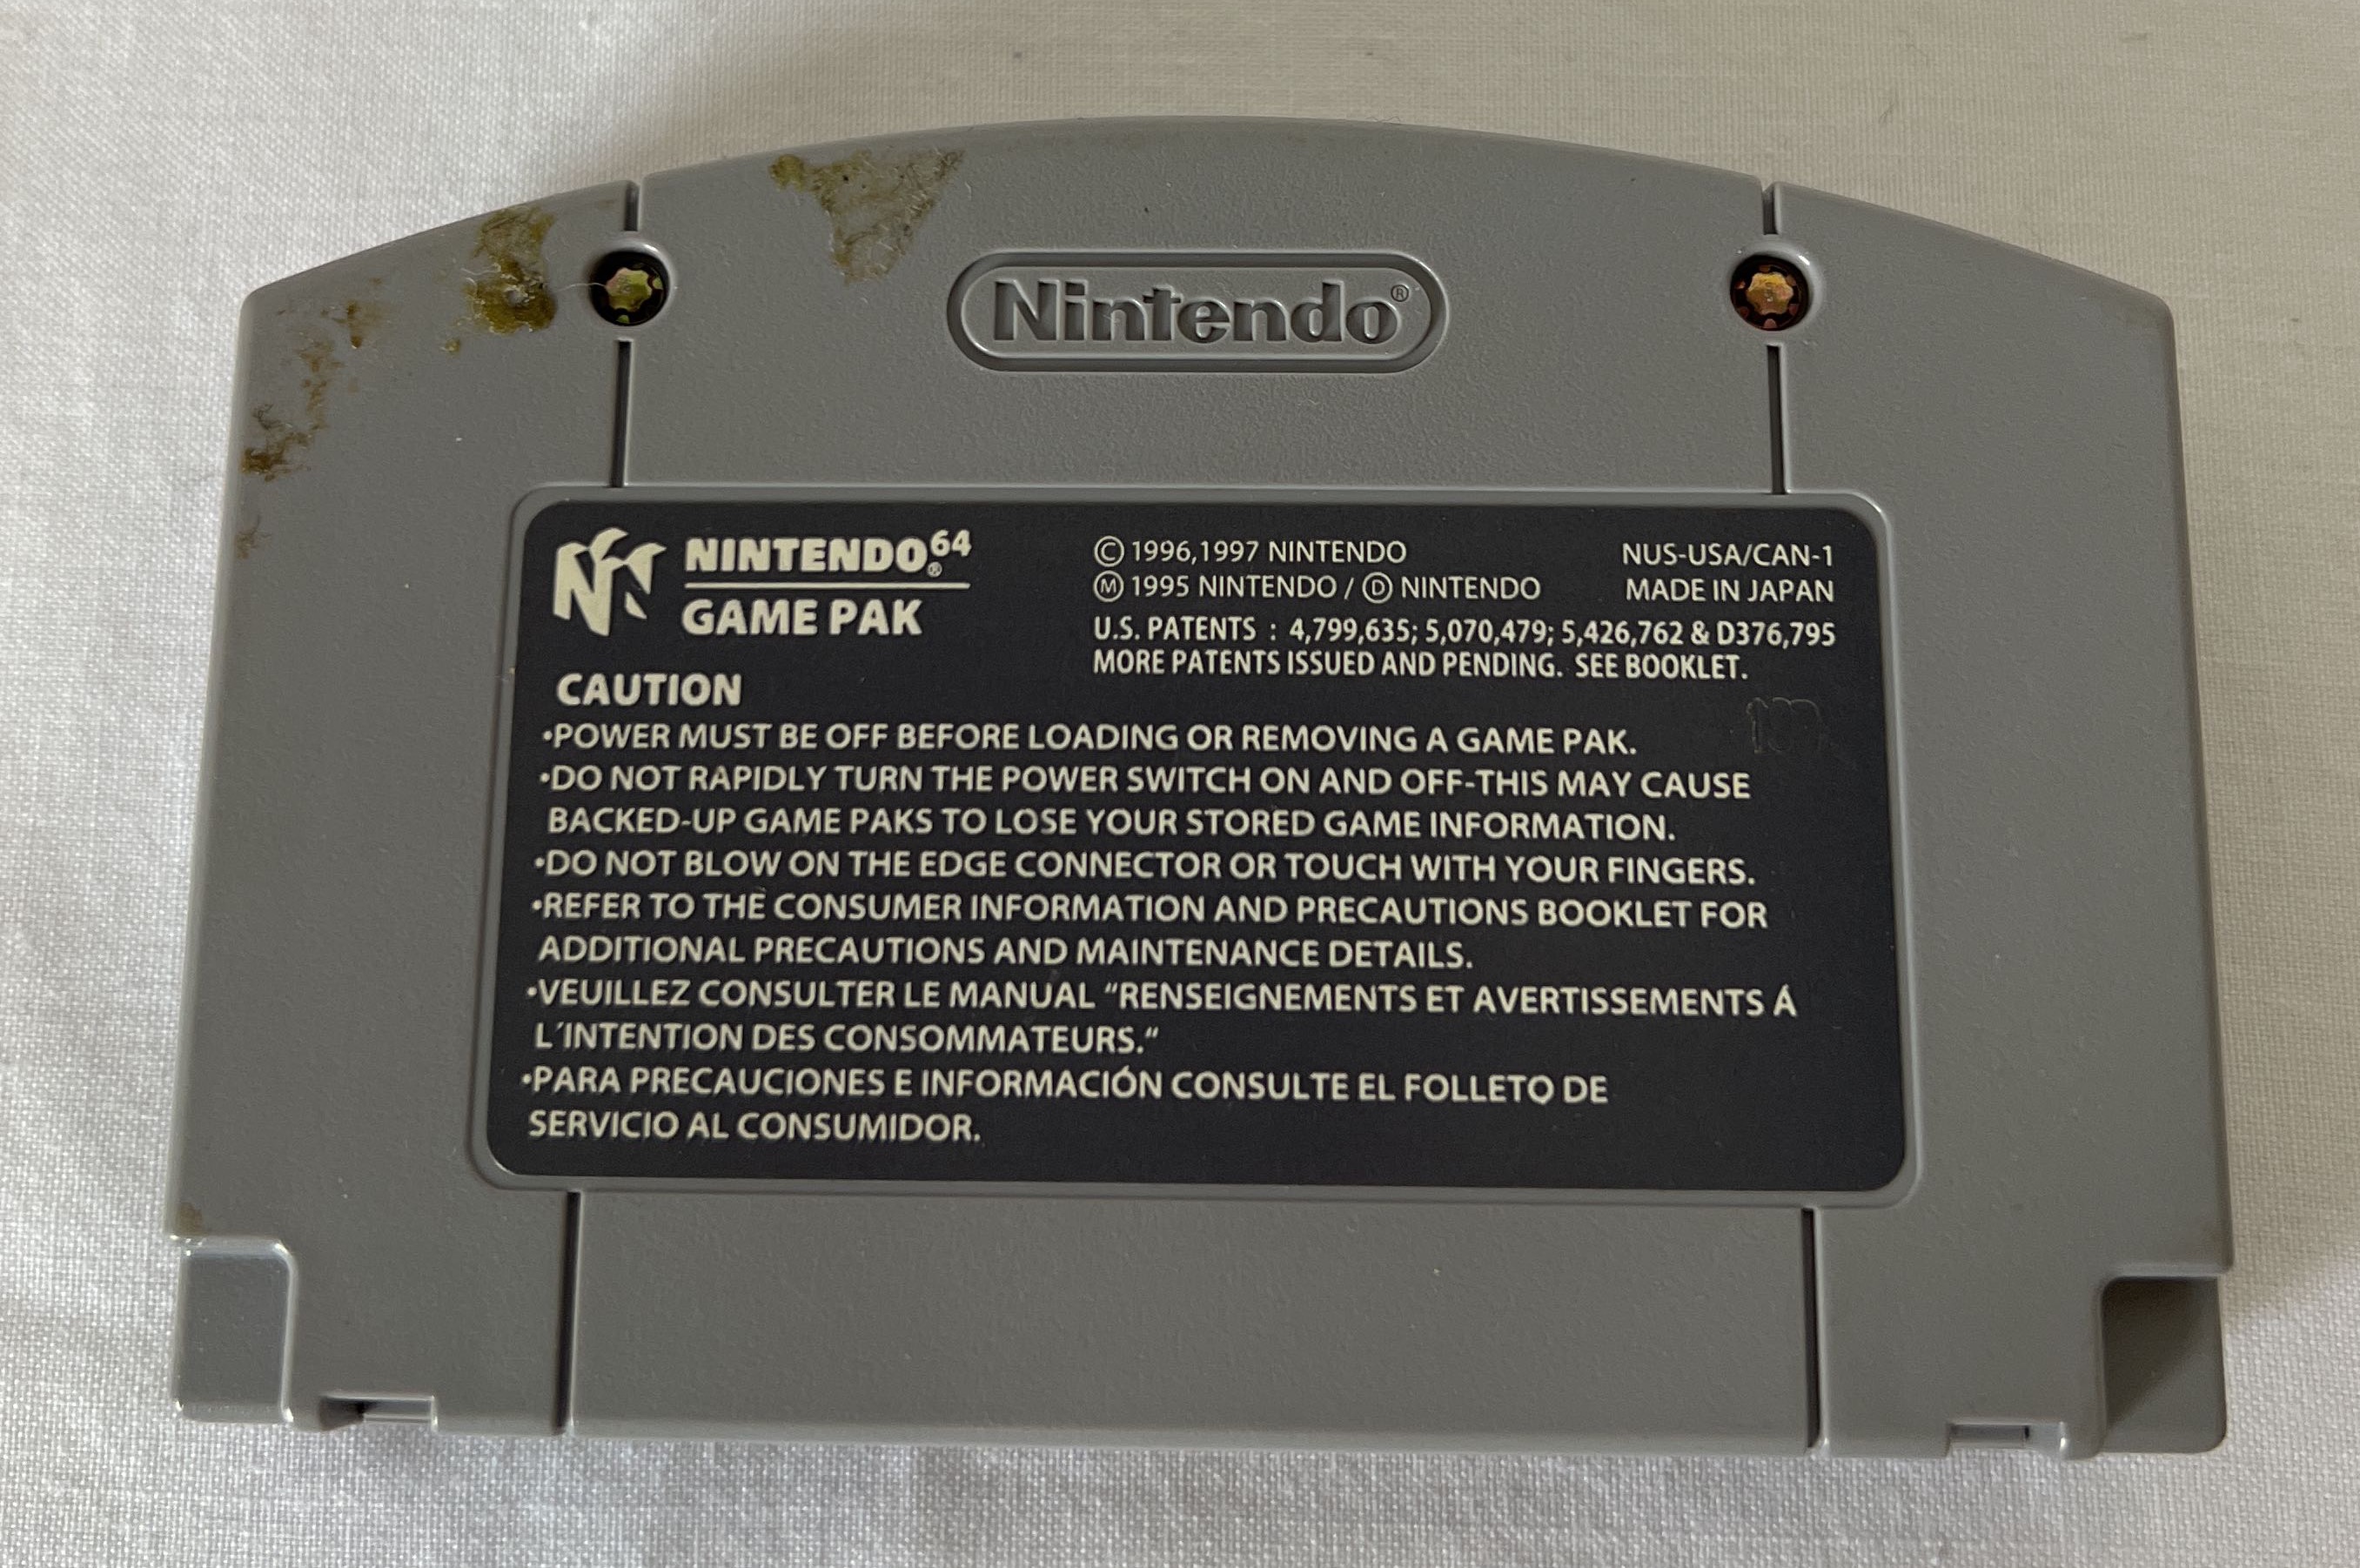 Nintendo®
NINTENDO64®
GAME PAK
© 1996,1997 NINTENDO
Ⓜ 1995 NINTENDO / Ⓓ NINTENDO
NUS-USA/CAN-1
MADE IN JAPAN
U.S. PATENTS : 4,799,635; 5,070,479; 5,426,762 & D376,795
MORE PATENTS ISSUED AND PENDING. SEE BOOKLET.
CAUTION
•POWER MUST BE OFF BEFORE LOADING OR REMOVING A GAME PAK.
•DO NOT RAPIDLY TURN THE POWER SWITCH ON AND OFF-THIS MAY CAUSE
BACKED-UP GAME PAKS TO LOSE YOUR STORED GAME INFORMATION.
•DO NOT BLOW ON THE EDGE CONNECTOR OR TOUCH WITH YOUR FINGERS.
•REFER TO THE CONSUMER INFORMATION AND PRECAUTIONS BOOKLET FOR
ADDITIONAL PRECAUTIONS AND MAINTENANCE DETAILS.
•VEUILLEZ CONSULTER LE MANUAL "RENSEIGNEMENTS ET AVERTISSEMENTS Á
L´INTENTION DES CONSOMMATEURS."
•PARA PRECAUCIONES E INFORMACIÓN CONSULTE EL FOLLETO DE
SERVICIO AL CONSUMIDOR.